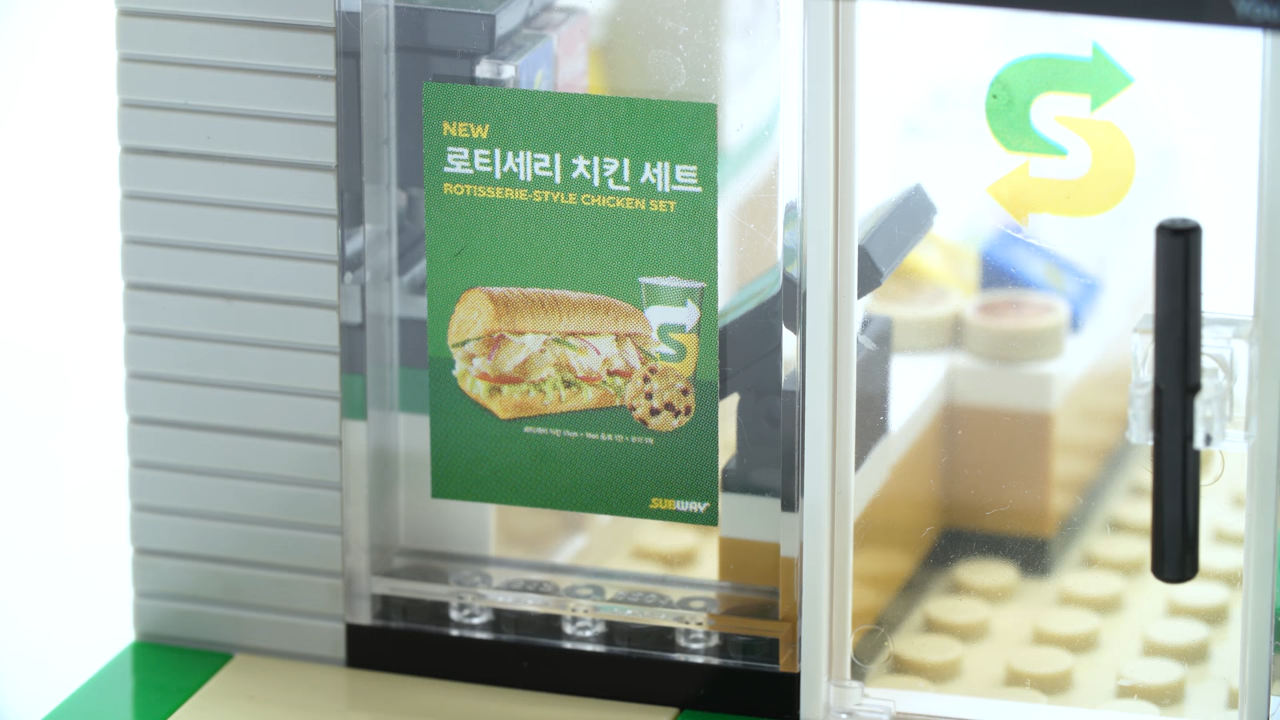 NEW
로티세리 치킨 세트
ROTISSERIE-STYLE CHICKEN SET
S
S
SUBWAY